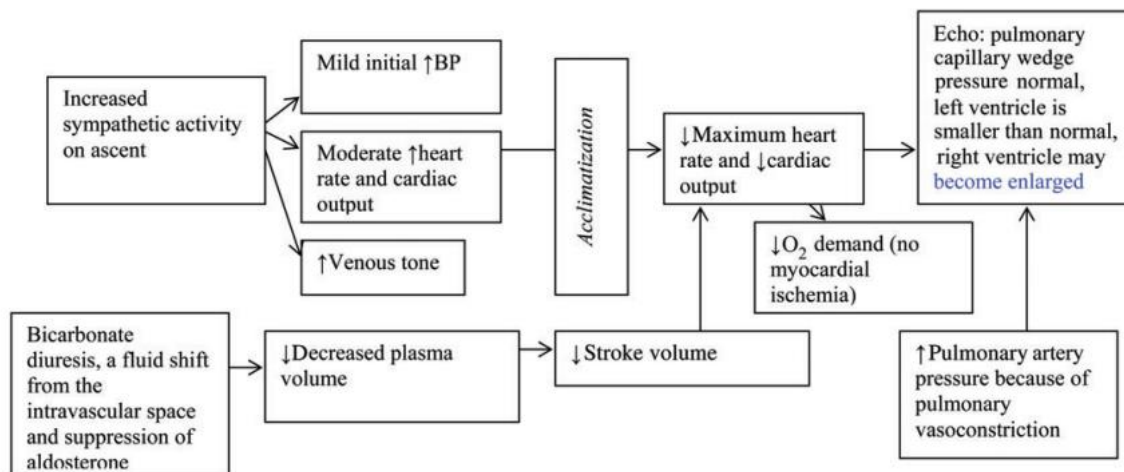 Increased
sympathetic activity
on ascent
Mild initial ↑BP
Moderate ↑heart
rate and cardiac
output
↑Venous tone
Acclimatization
↓Maximum heart
rate and ↓cardiac
output
↓O₂ demand (no
myocardial
ischemia)
Echo: pulmonary
capillary wedge
pressure normal,
left ventricle is
smaller than normal,
right ventricle may
become enlarged
Bicarbonate
diuresis, a fluid shift
from the
intravascular space
and suppression of
aldosterone
↓Decreased plasma
volume
↓Stroke volume
↑Pulmonary artery
pressure because of
pulmonary
vasoconstriction